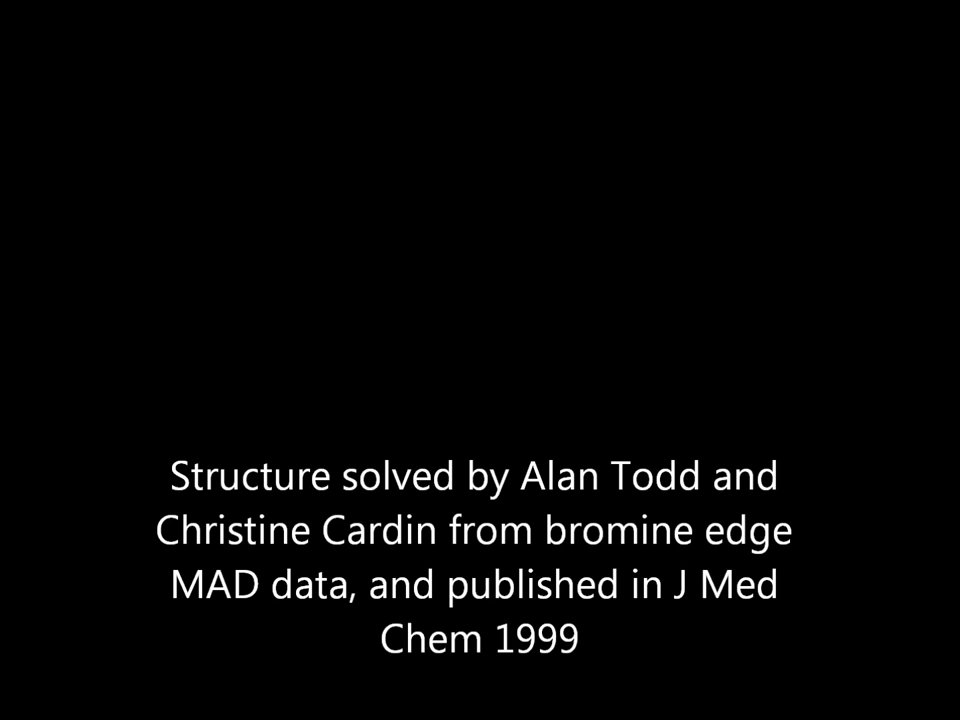 Structure solved by Alan Todd and
Christine Cardin from bromine edge
MAD data, and published in J Med
Chem 1999